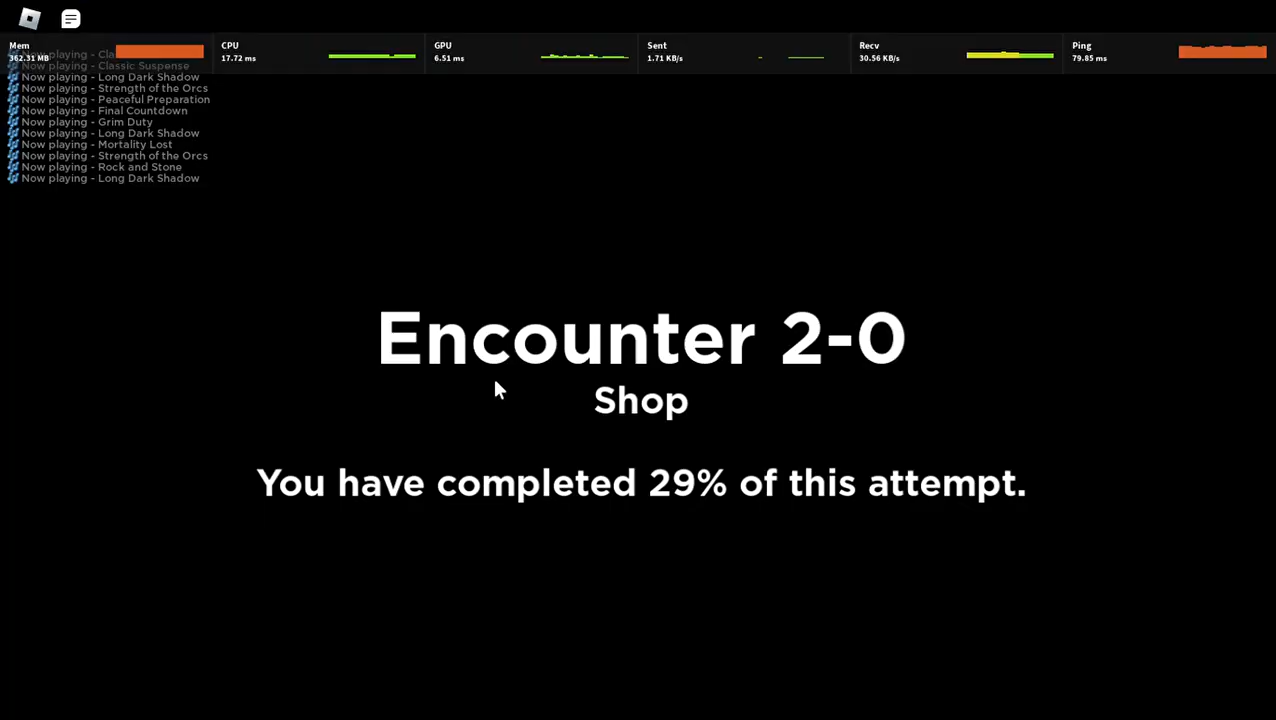 Mem
362.31 MB
CPU
17.72 ms
GPU
6.51 ms
Sent
1.71 KB/s
Recv
30.56 KB/s
Ping
79.85 ms
Now playing - Cla
Now playing - Classic Suspense
Now playing - Long Dark Shadow
Now playing - Strength of the Orcs
Now playing - Peaceful Preparation
Now playing - Final Countdown
Now playing - Grim Duty
Now playing - Long Dark Shadow
Now playing - Mortality Lost
Now playing - Strength of the Orcs
Now playing - Rock and Stone
Now playing - Long Dark Shadow
Encounter 2-0
Shop
You have completed 29% of this attempt.